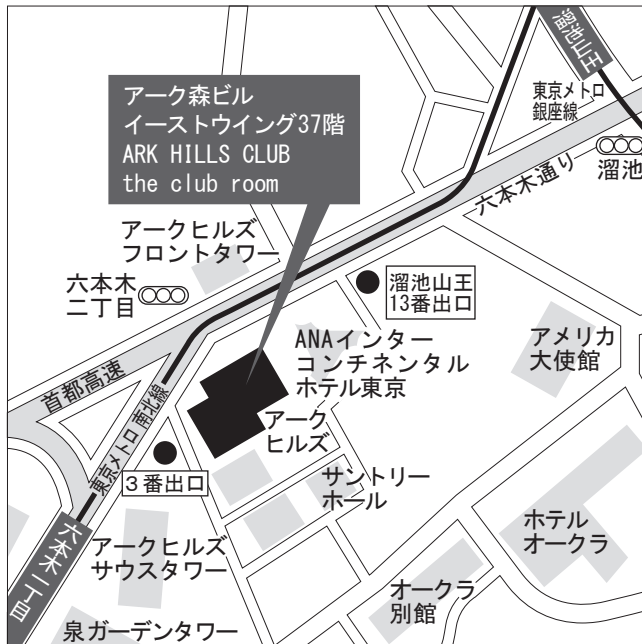 溜池山王
東京メトロ
銀座線
溜池
六本木通り
アーク森ビル
イーストウイング37階
ARK HILLS CLUB
the club room
アークヒルズ
フロントタワー
六本木
二丁目
溜池山王
13番出口
ANAインター
コンチネンタル
ホテル東京
アメリカ
大使館
首都高速
東京メトロ 南北線
アーク
ヒルズ
3番出口
サントリー
ホール
ホテル
オークラ
六本木一丁目
アークヒルズ
サウスタワー
オークラ
別館
泉ガーデンタワー